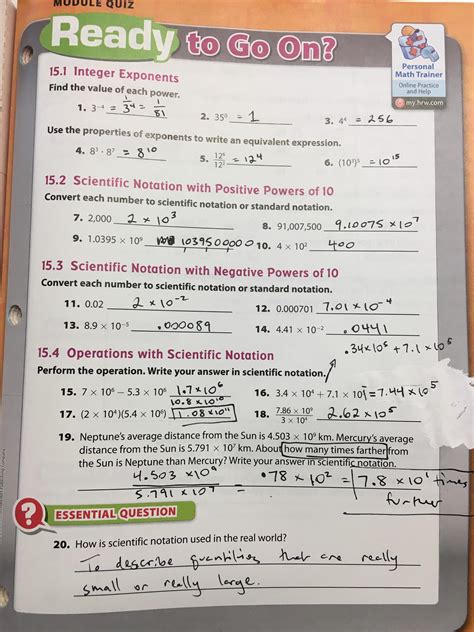 MODULE QUIZ
Ready to Go On?
Personal
Math Trainer
Online Practice
and Help
my.hrw.com
15.1 Integer Exponents
Find the value of each power.
1. 3⁻⁴ = 1/3⁴ = 1/81
2. 35⁰ = 1
3. 4⁴ = 256
Use the properties of exponents to write an equivalent expression.
4. 8³ · 8⁷ = 8¹⁰
5. 12⁶/12² = 12⁴
6. (10³)⁵ = 10¹⁵
15.2 Scientific Notation with Positive Powers of 10
Convert each number to scientific notation or standard notation.
7. 2,000 2 × 10³
8. 91,007,500 9.10075 × 10⁷
9. 1.0395 × 10⁹ 1039500000
10. 4 × 10² 400
15.3 Scientific Notation with Negative Powers of 10
Convert each number to scientific notation or standard notation.
11. 0.02 2 × 10⁻²
12. 0.000701 7.01 × 10⁻⁴
13. 8.9 × 10⁻⁵ .000089
14. 4.41 × 10⁻² .0441
15.4 Operations with Scientific Notation
.34×10⁵ + 7.1 × 10⁵
Perform the operation. Write your answer in scientific notation.
15. 7 × 10⁶ − 5.3 × 10⁶ 1.7 × 10⁶
16. 3.4 × 10⁴ + 7.1 × 10⁵ = 7.44 × 10⁵
10.8 × 10¹⁰
17. (2 × 10⁴)(5.4 × 10⁶) 1.08×10¹¹
18. 7.86 × 10⁹/3 × 10⁴ 2.62 × 10⁵
19. Neptune's average distance from the Sun is 4.503 × 10⁹ km. Mercury's average
distance from the Sun is 5.791 × 10⁷ km. About how many times farther from
the Sun is Neptune than Mercury? Write your answer in scientific notation.
4.503 × 10⁹
5.791 × 10⁷ = .78 × 10² = 7.8 × 10¹ times
further
ESSENTIAL QUESTION
20. How is scientific notation used in the real world?
To describe quantities that are really
small or really large.